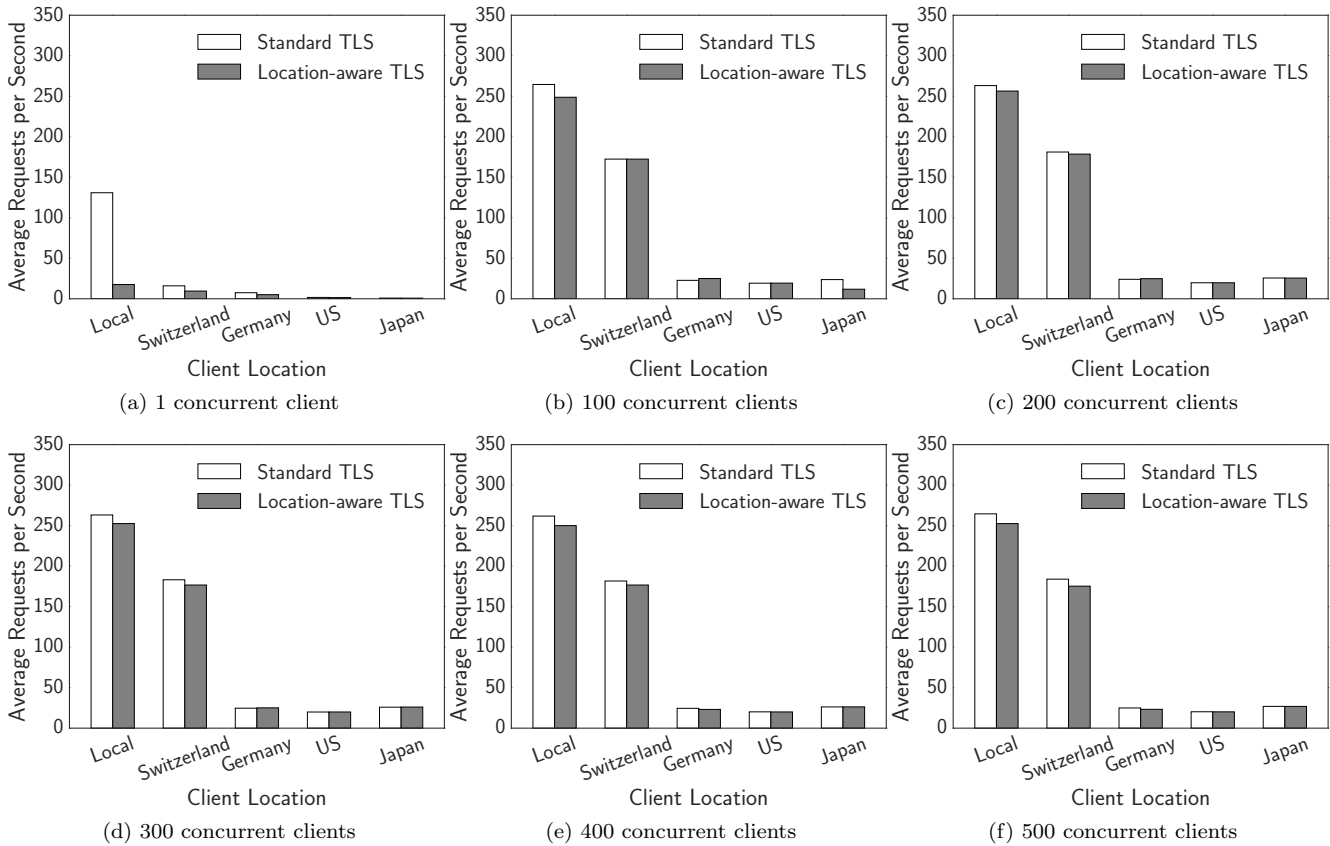 350
300
250
200
150
100
50
0
Average Requests per Second
Standard TLS
Location-aware TLS
Local
Switzerland
Germany
US
Japan
Client Location
(a) 1 concurrent client
350
300
250
200
150
100
50
0
Average Requests per Second
Standard TLS
Location-aware TLS
Local
Switzerland
Germany
US
Japan
Client Location
(b) 100 concurrent clients
350
300
250
200
150
100
50
0
Average Requests per Second
Standard TLS
Location-aware TLS
Local
Switzerland
Germany
US
Japan
Client Location
(c) 200 concurrent clients
350
300
250
200
150
100
50
0
Average Requests per Second
Standard TLS
Location-aware TLS
Local
Switzerland
Germany
US
Japan
Client Location
(d) 300 concurrent clients
350
300
250
200
150
100
50
0
Average Requests per Second
Standard TLS
Location-aware TLS
Local
Switzerland
Germany
US
Japan
Client Location
(e) 400 concurrent clients
350
300
250
200
150
100
50
0
Average Requests per Second
Standard TLS
Location-aware TLS
Local
Switzerland
Germany
US
Japan
Client Location
(f) 500 concurrent clients